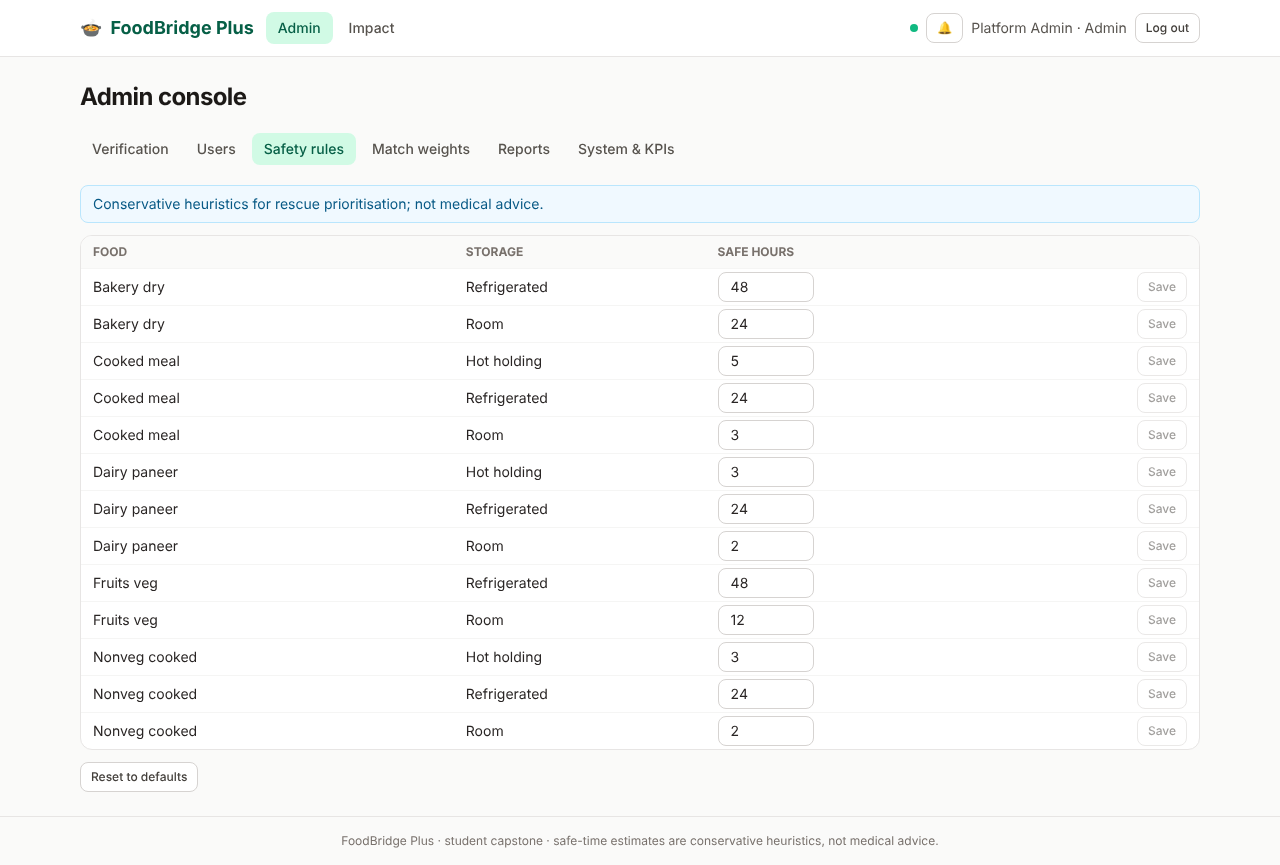 FoodBridge Plus Admin Impact Platform Admin · Admin Log out
Admin console
Verification Users Safety rules Match weights Reports System & KPIs
Conservative heuristics for rescue prioritisation; not medical advice.
FOOD STORAGE SAFE HOURS
Bakery dry Refrigerated 48 Save
Bakery dry Room 24 Save
Cooked meal Hot holding 5 Save
Cooked meal Refrigerated 24 Save
Cooked meal Room 3 Save
Dairy paneer Hot holding 3 Save
Dairy paneer Refrigerated 24 Save
Dairy paneer Room 2 Save
Fruits veg Refrigerated 48 Save
Fruits veg Room 12 Save
Nonveg cooked Hot holding 3 Save
Nonveg cooked Refrigerated 24 Save
Nonveg cooked Room 2 Save
Reset to defaults
FoodBridge Plus · student capstone · safe-time estimates are conservative heuristics, not medical advice.